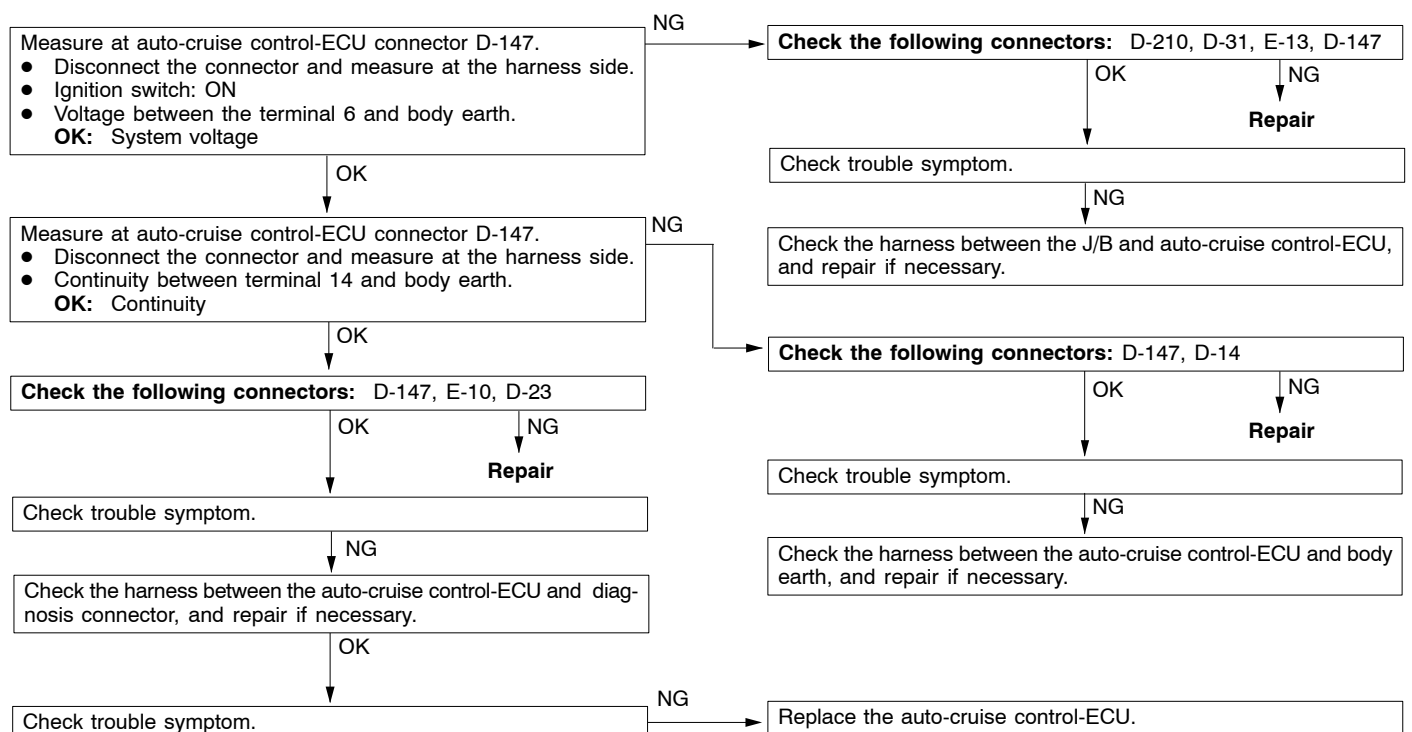 Measure at auto-cruise control-ECU connector D-147.
● Disconnect the connector and measure at the harness side.
● Ignition switch: ON
● Voltage between the terminal 6 and body earth.
OK: System voltage
NG
Check the following connectors: D-210, D-31, E-13, D-147
OK
NG
Repair
Check trouble symptom.
NG
Check the harness between the J/B and auto-cruise control-ECU,
and repair if necessary.
OK
Measure at auto-cruise control-ECU connector D-147.
● Disconnect the connector and measure at the harness side.
● Continuity between terminal 14 and body earth.
OK: Continuity
NG
Check the following connectors: D-147, D-14
OK
NG
Repair
Check trouble symptom.
NG
Check the harness between the auto-cruise control-ECU and body
earth, and repair if necessary.
OK
Check the following connectors: D-147, E-10, D-23
OK
NG
Repair
Check trouble symptom.
NG
Check the harness between the auto-cruise control-ECU and diag-
nosis connector, and repair if necessary.
OK
Check trouble symptom.
NG
Replace the auto-cruise control-ECU.